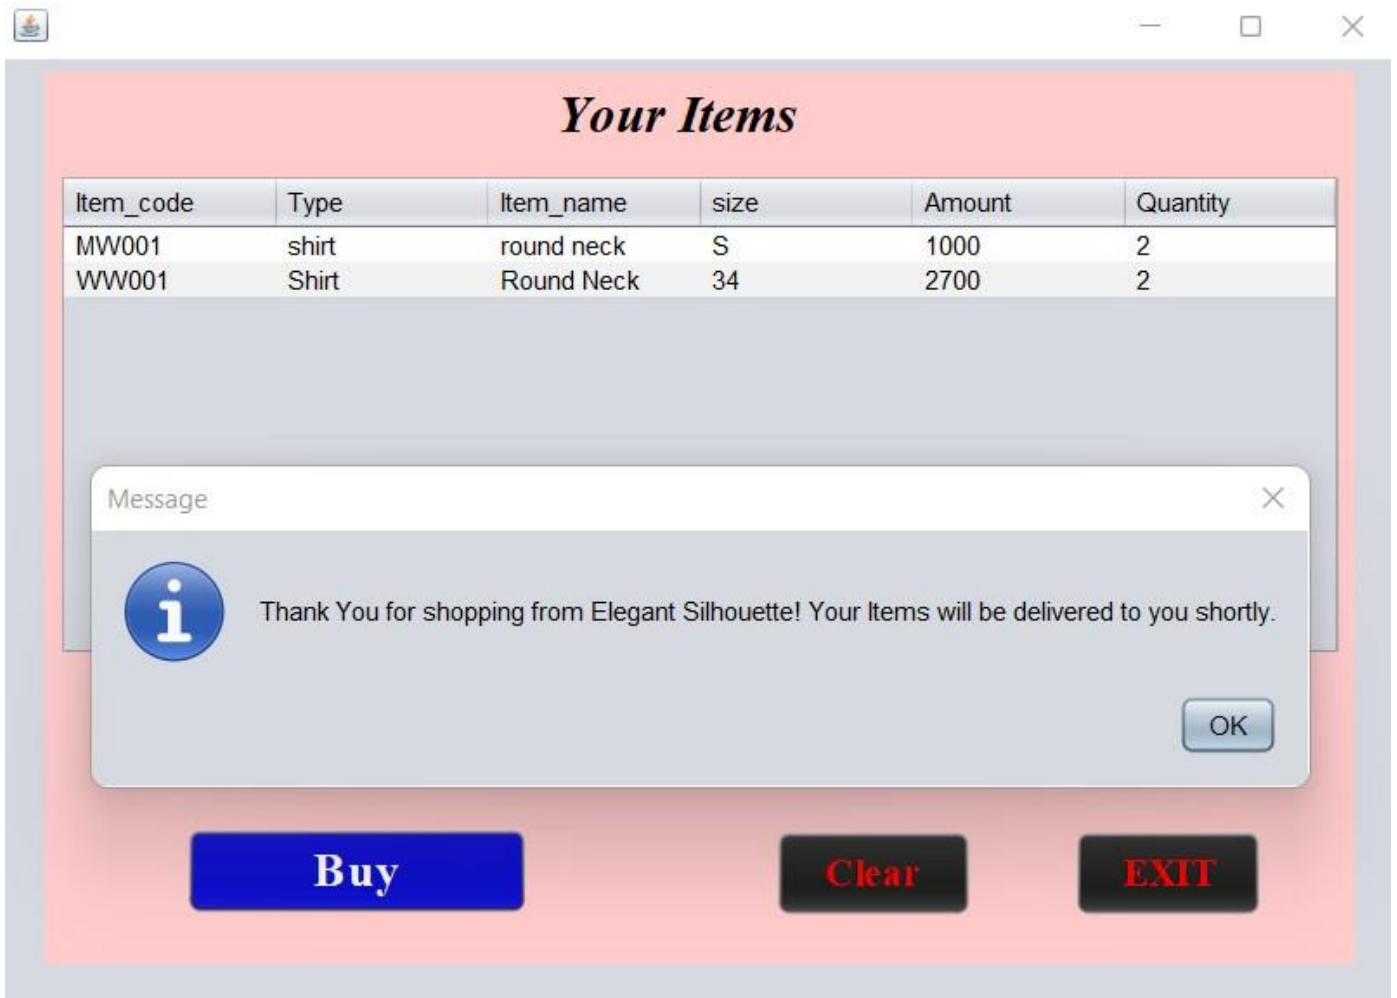 Your Items
Item_code Type Item_name size Amount Quantity
MW001 shirt round neck S 1000 2
WW001 Shirt Round Neck 34 2700 2
Message
Thank You for shopping from Elegant Silhouette! Your Items will be delivered to you shortly.
OK
Buy Clear EXIT